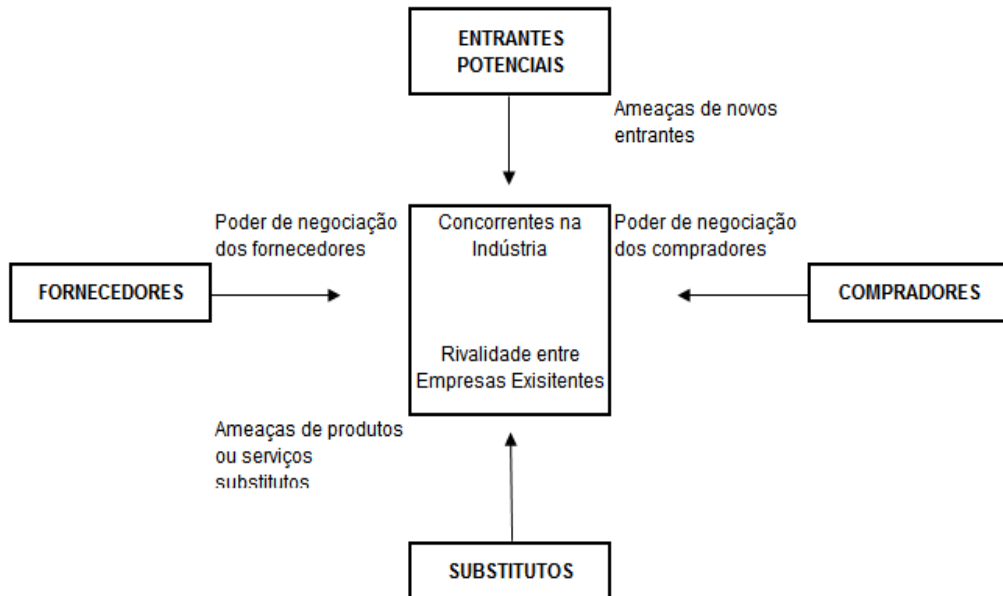 ENTRANTES
POTENCIAIS
Ameaças de novos
entrantes
Poder de negociação
dos fornecedores
Concorrentes na
Indústria
Poder de negociação
dos compradores
FORNECEDORES
COMPRADORES
Rivalidade entre
Empresas Exisitentes
Ameaças de produtos
ou serviços
substitutos
SUBSTITUTOS